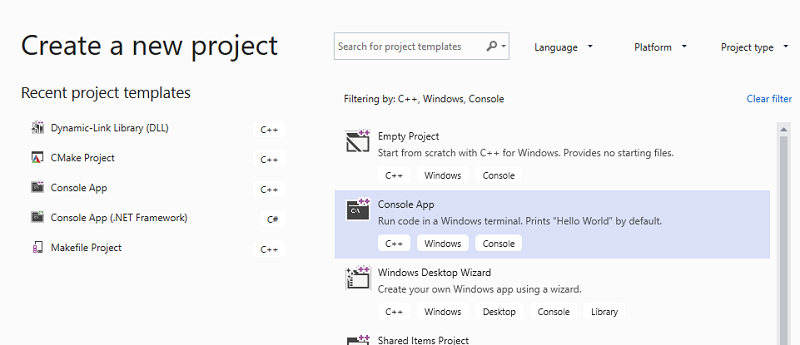 Create a new project
Search for project templates
Language
Platform
Project type
Recent project templates
Dynamic-Link Library (DLL)
C++
CMake Project
C++
Console App
C++
Console App (.NET Framework)
C#
Makefile Project
C++
Filtering by: C++, Windows, Console
Clear filter
Empty Project
Start from scratch with C++ for Windows. Provides no starting files.
C++ Windows Console
Console App
Run code in a Windows terminal. Prints "Hello World" by default.
C++ Windows Console
Windows Desktop Wizard
Create your own Windows app using a wizard.
C++ Windows Desktop Console Library
Shared Items Project